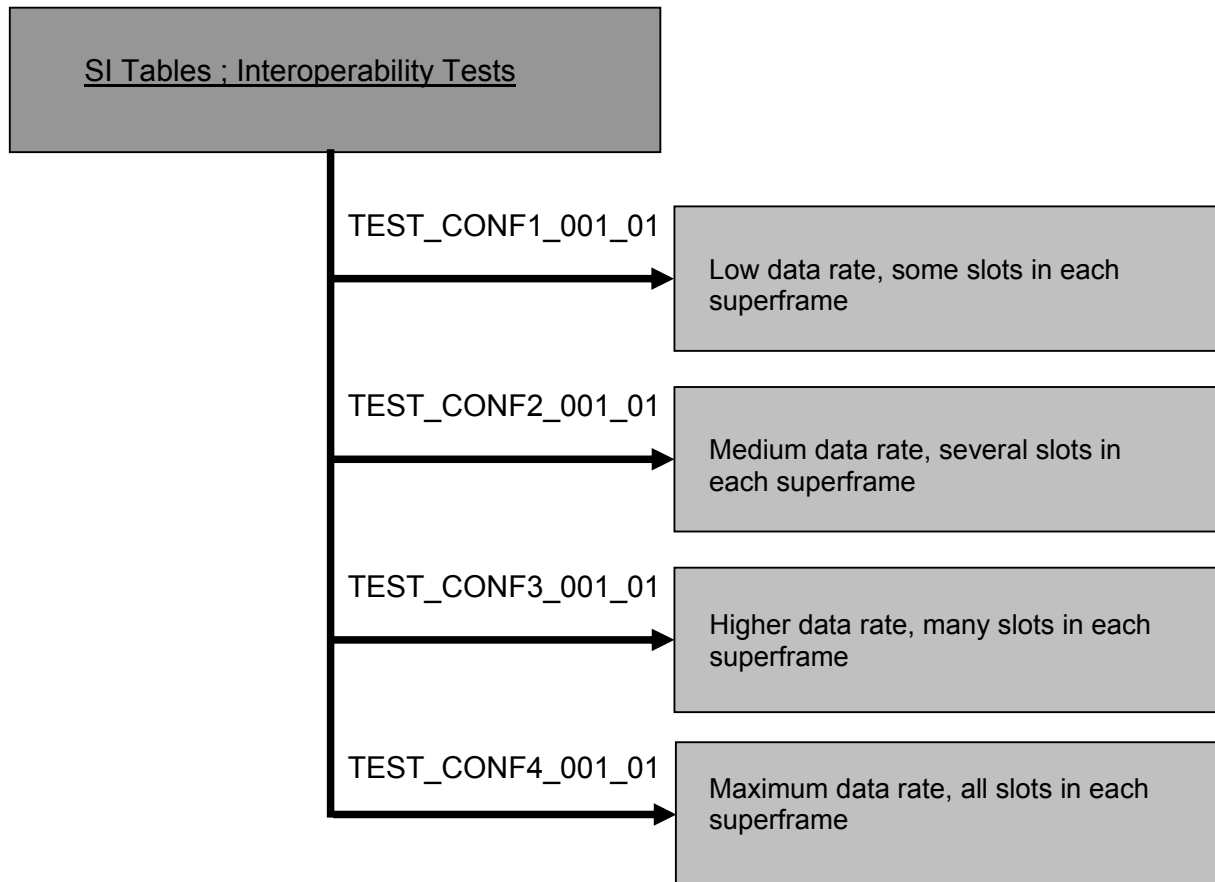 SI Tables ; Interoperability Tests
TEST_CONF1_001_01
Low data rate, some slots in each
superframe
TEST_CONF2_001_01
Medium data rate, several slots in
each superframe
TEST_CONF3_001_01
Higher data rate, many slots in each
superframe
TEST_CONF4_001_01
Maximum data rate, all slots in each
superframe